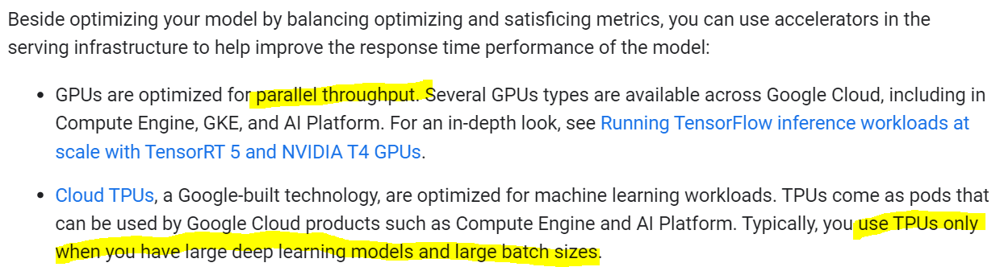 Beside optimizing your model by balancing optimizing and satisficing metrics, you can use accelerators in the
serving infrastructure to help improve the response time performance of the model:
• GPUs are optimized for parallel throughput. Several GPUs types are available across Google Cloud, including in
Compute Engine, GKE, and AI Platform. For an in-depth look, see Running TensorFlow inference workloads at
scale with TensorRT 5 and NVIDIA T4 GPUs.
• Cloud TPUs, a Google-built technology, are optimized for machine learning workloads. TPUs come as pods that
can be used by Google Cloud products such as Compute Engine and AI Platform. Typically, you use TPUs only
when you have large deep learning models and large batch sizes.